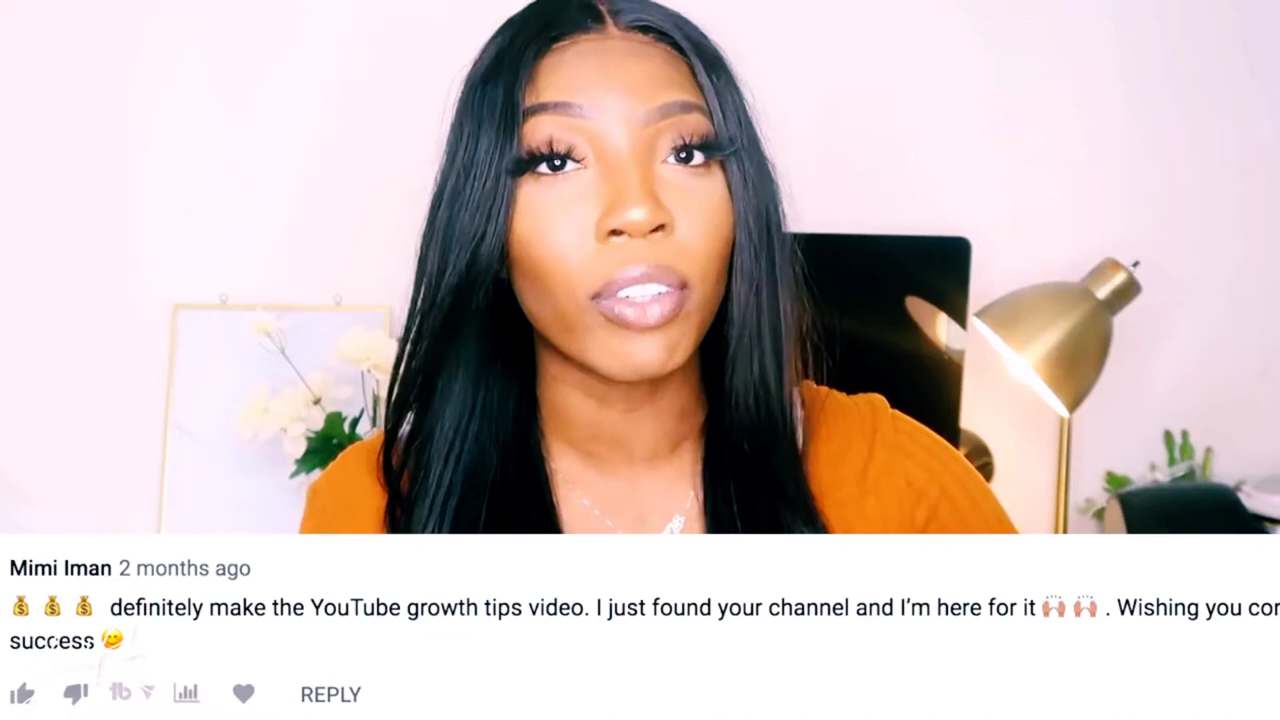 Mimi Iman 2 months ago
💰 💰 💰 definitely make the YouTube growth tips video. I just found your channel and I’m here for it 🙌🏼 🙌🏼 . Wishing you
success 🤗
tb
REPLY